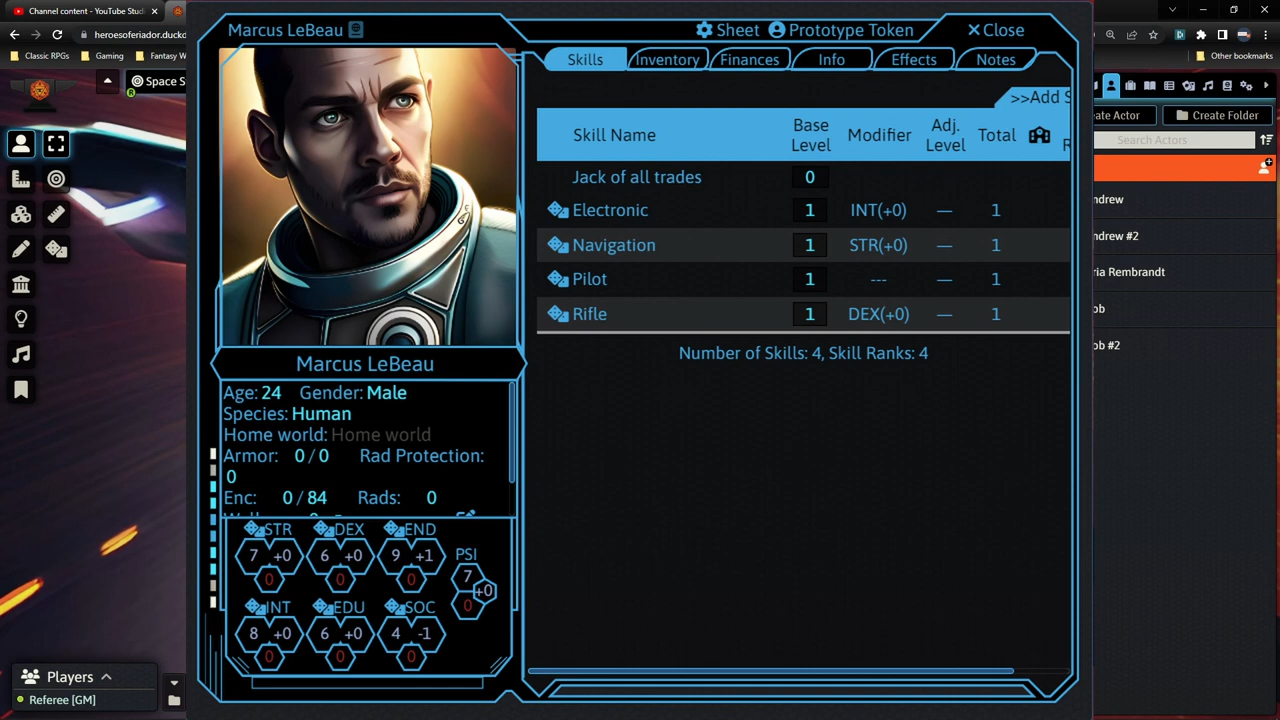 Channel content - YouTube Studi
heroesoferiador.duckd
Classic RPGs
Gaming
Fantasy W
Other bookmarks
Space S
Marcus LeBeau
Sheet
Prototype Token
Close
Skills
Inventory
Finances
Info
Effects
Notes
>>Add S
Skill Name
Base Level
Modifier
Adj. Level
Total
R
Jack of all trades 0
Electronic 1 INT(+0) — 1
Navigation 1 STR(+0) — 1
Pilot 1 --- — 1
Rifle 1 DEX(+0) — 1
Number of Skills: 4, Skill Ranks: 4
Marcus LeBeau
Age: 24 Gender: Male
Species: Human
Home world: Home world
Armor: 0 / 0 Rad Protection:
0
Enc: 0 / 84 Rads: 0
STR DEX END
7 +0 6 +0 9 +1
0 0 0
PSI
7 +0
0
INT EDU SOC
8 +0 6 +0 4 -1
0 0 0
Players
Referee [GM]
ate Actor
Create Folder
Search Actors
ndrew
ndrew #2
ria Rembrandt
ob
ob #2